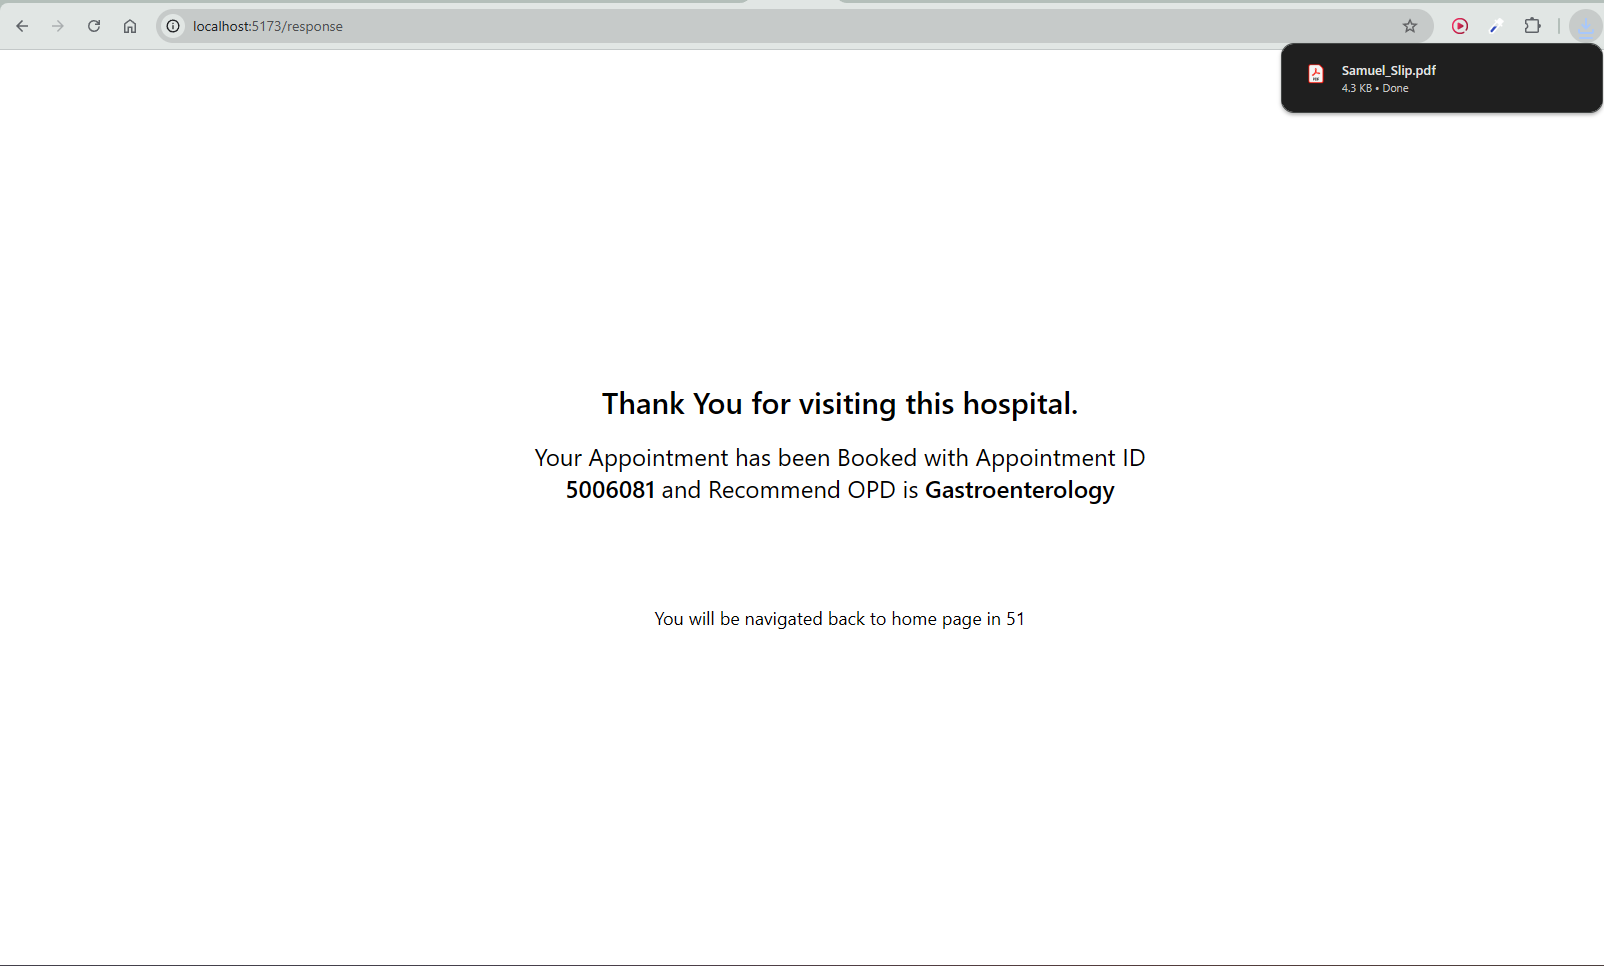 localhost:5173/response
Samuel_Slip.pdf
4.3 KB • Done
Thank You for visiting this hospital.
Your Appointment has been Booked with Appointment ID
5006081 and Recommend OPD is Gastroenterology
You will be navigated back to home page in 51